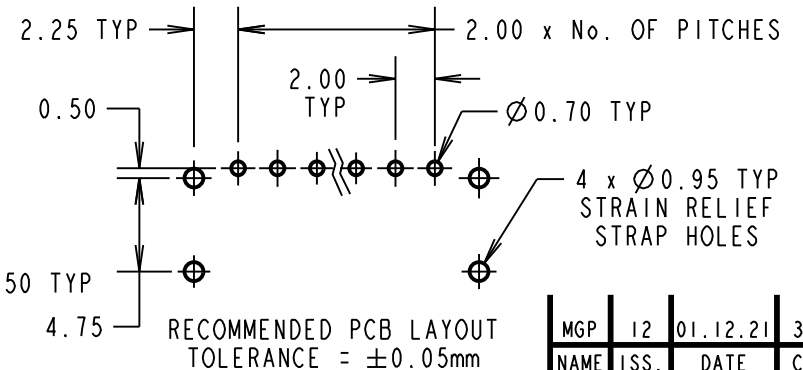 2.25 TYP
2.00 x No. OF PITCHES
2.00
TYP
0.50
Ø0.70 TYP
4 x Ø0.95 TYP
STRAIN RELIEF
STRAP HOLES
50 TYP
4.75
RECOMMENDED PCB LAYOUT
TOLERANCE = ±0.05mm
MGP 12 01.12.21 3
NAME ISS. DATE C